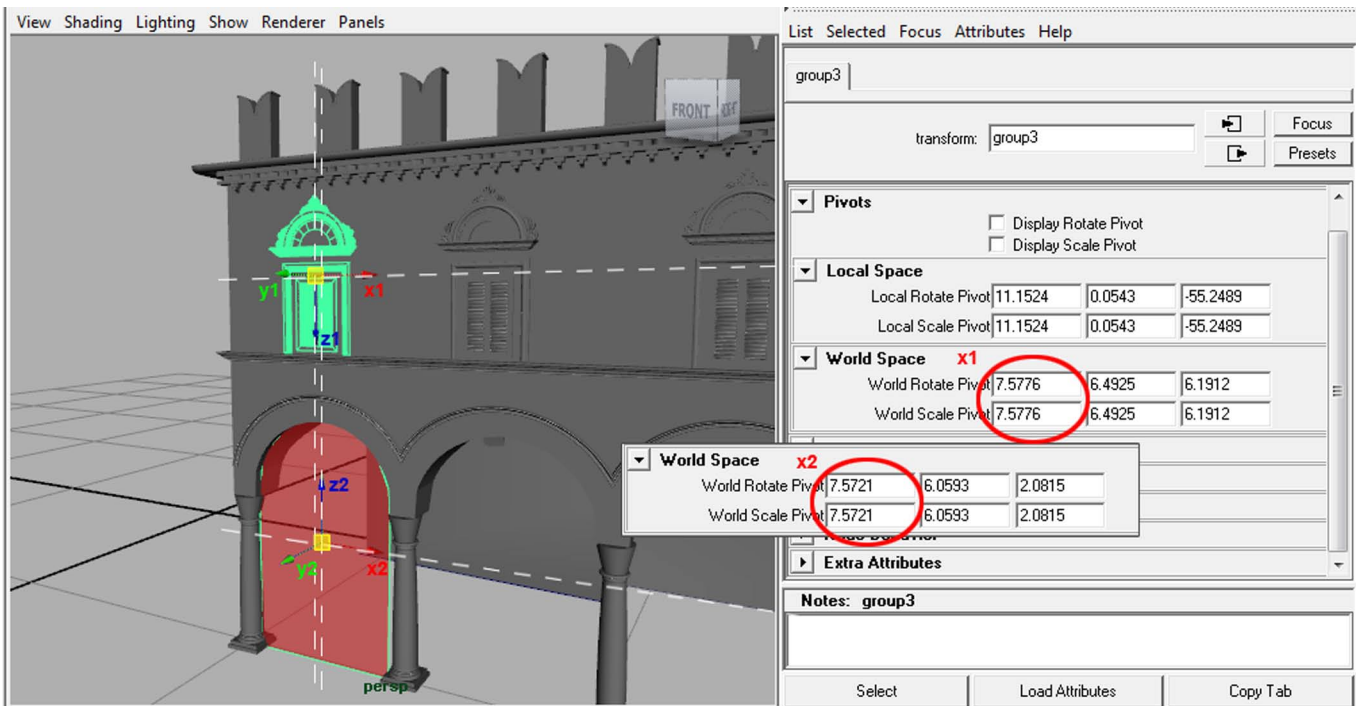 View Shading Lighting Show Renderer Panels
FRONT
y1
x1
z1
z2
y2
x2
persp
List Selected Focus Attributes Help
group3
transform: group3
Focus
Presets
Pivots
Display Rotate Pivot
Display Scale Pivot
Local Space
Local Rotate Pivot 11.1524 0.0543 -55.2489
Local Scale Pivot 11.1524 0.0543 -55.2489
World Space x1
World Rotate Pivot 7.5776 6.4925 6.1912
World Scale Pivot 7.5776 6.4925 6.1912
World Space x2
World Rotate Pivot 7.5721 6.0593 2.0815
World Scale Pivot 7.5721 6.0593 2.0815
Extra Attributes
Notes: group3
Select Load Attributes Copy Tab